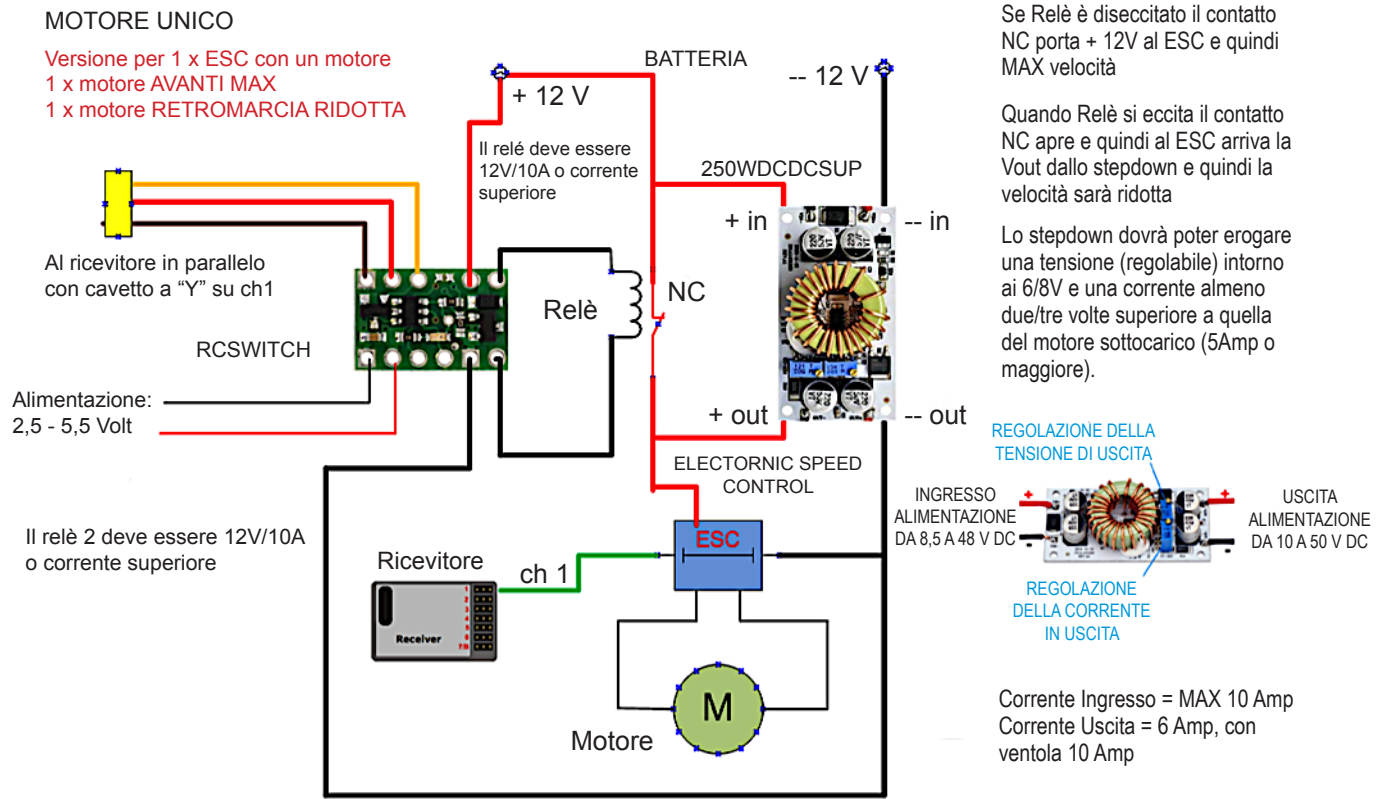 MOTORE UNICO
Versione per 1 x ESC con un motore
1 x motore AVANTI MAX
1 x motore RETROMARCIA RIDOTTA
BATTERIA
+ 12 V
-- 12 V
Il relé deve essere
12V/10A o corrente
superiore
250WDCDCSUP
+ in
-- in
Al ricevitore in parallelo
con cavetto a “Y” su ch1
RCSWITCH
Relè
NC
Alimentazione:
2,5 - 5,5 Volt
+ out
-- out
ELECTORNIC SPEED
CONTROL
Il relè 2 deve essere 12V/10A
o corrente superiore
Ricevitore
ch 1
ESC
Receiver
1
2
3
4
5
6
7/B
M
Motore
Se Relè è diseccitato il contatto
NC porta + 12V al ESC e quindi
MAX velocità
Quando Relè si eccita il contatto
NC apre e quindi al ESC arriva la
Vout dallo stepdown e quindi la
velocità sarà ridotta
Lo stepdown dovrà poter erogare
una tensione (regolabile) intorno
ai 6/8V e una corrente almeno
due/tre volte superiore a quella
del motore sottocarico (5Amp o
maggiore).
REGOLAZIONE DELLA
TENSIONE DI USCITA
INGRESSO
ALIMENTAZIONE
DA 8,5 A 48 V DC
+
-
+
-
USCITA
ALIMENTAZIONE
DA 10 A 50 V DC
REGOLAZIONE
DELLA CORRENTE
IN USCITA
Corrente Ingresso = MAX 10 Amp
Corrente Uscita = 6 Amp, con
ventola 10 Amp